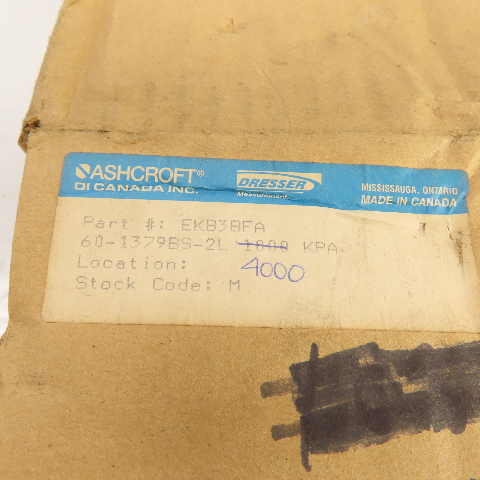 ASHCROFT®
DI CANADA INC.
DRESSER
Measurement
MISSISSAUGA, ONTARIO
MADE IN CANADA
Part #: EKB3BFA
60-1379BS-2L 1000 KPA
Location: 4000
Stock Code: M